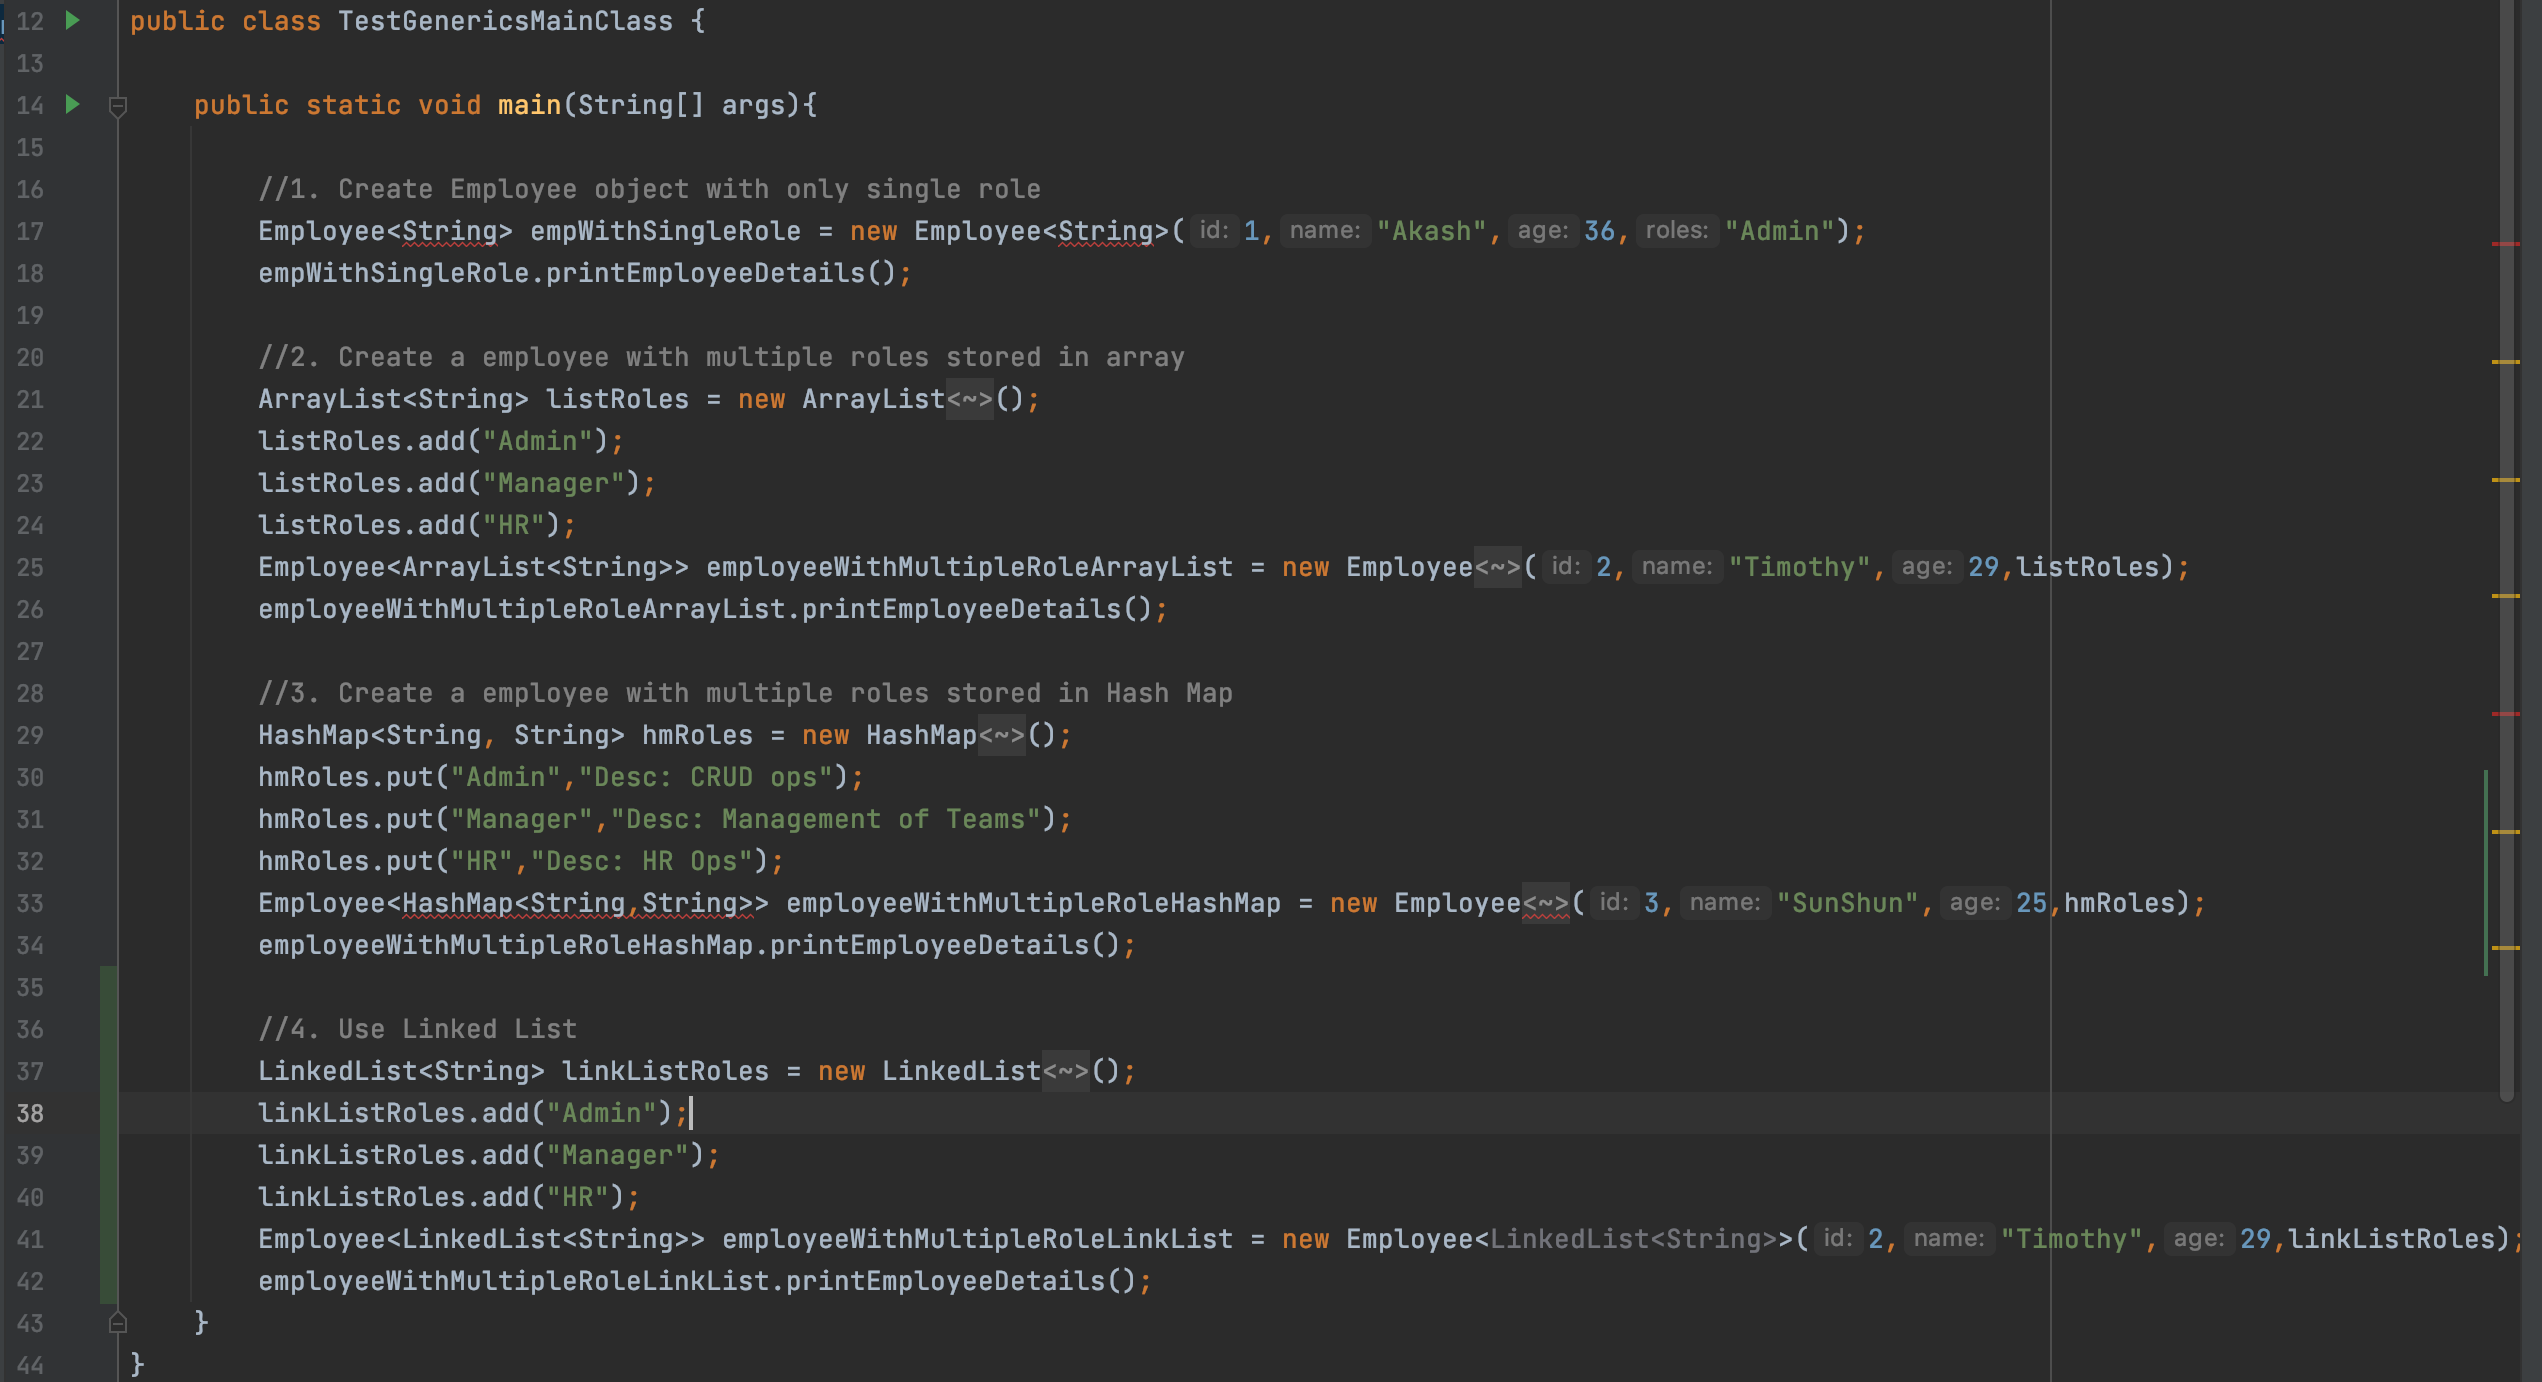 12 public class TestGenericsMainClass {
13
14 public static void main(String[] args){
15
16 //1. Create Employee object with only single role
17 Employee<String> empWithSingleRole = new Employee<String>( id: 1, name: "Akash", age: 36, roles: "Admin");
18 empWithSingleRole.printEmployeeDetails();
19
20 //2. Create a employee with multiple roles stored in array
21 ArrayList<String> listRoles = new ArrayList<~>();
22 listRoles.add("Admin");
23 listRoles.add("Manager");
24 listRoles.add("HR");
25 Employee<ArrayList<String>> employeeWithMultipleRoleArrayList = new Employee<~>( id: 2, name: "Timothy", age: 29,listRoles);
26 employeeWithMultipleRoleArrayList.printEmployeeDetails();
27
28 //3. Create a employee with multiple roles stored in Hash Map
29 HashMap<String, String> hmRoles = new HashMap<~>();
30 hmRoles.put("Admin","Desc: CRUD ops");
31 hmRoles.put("Manager","Desc: Management of Teams");
32 hmRoles.put("HR","Desc: HR Ops");
33 Employee<HashMap<String,String>> employeeWithMultipleRoleHashMap = new Employee<~>( id: 3, name: "SunShun", age: 25,hmRoles);
34 employeeWithMultipleRoleHashMap.printEmployeeDetails();
35
36 //4. Use Linked List
37 LinkedList<String> linkListRoles = new LinkedList<~>();
38 linkListRoles.add("Admin");
39 linkListRoles.add("Manager");
40 linkListRoles.add("HR");
41 Employee<LinkedList<String>> employeeWithMultipleRoleLinkList = new Employee<LinkedList<String>>( id: 2, name: "Timothy", age: 29,linkListRoles);
42 employeeWithMultipleRoleLinkList.printEmployeeDetails();
43 }
44 }